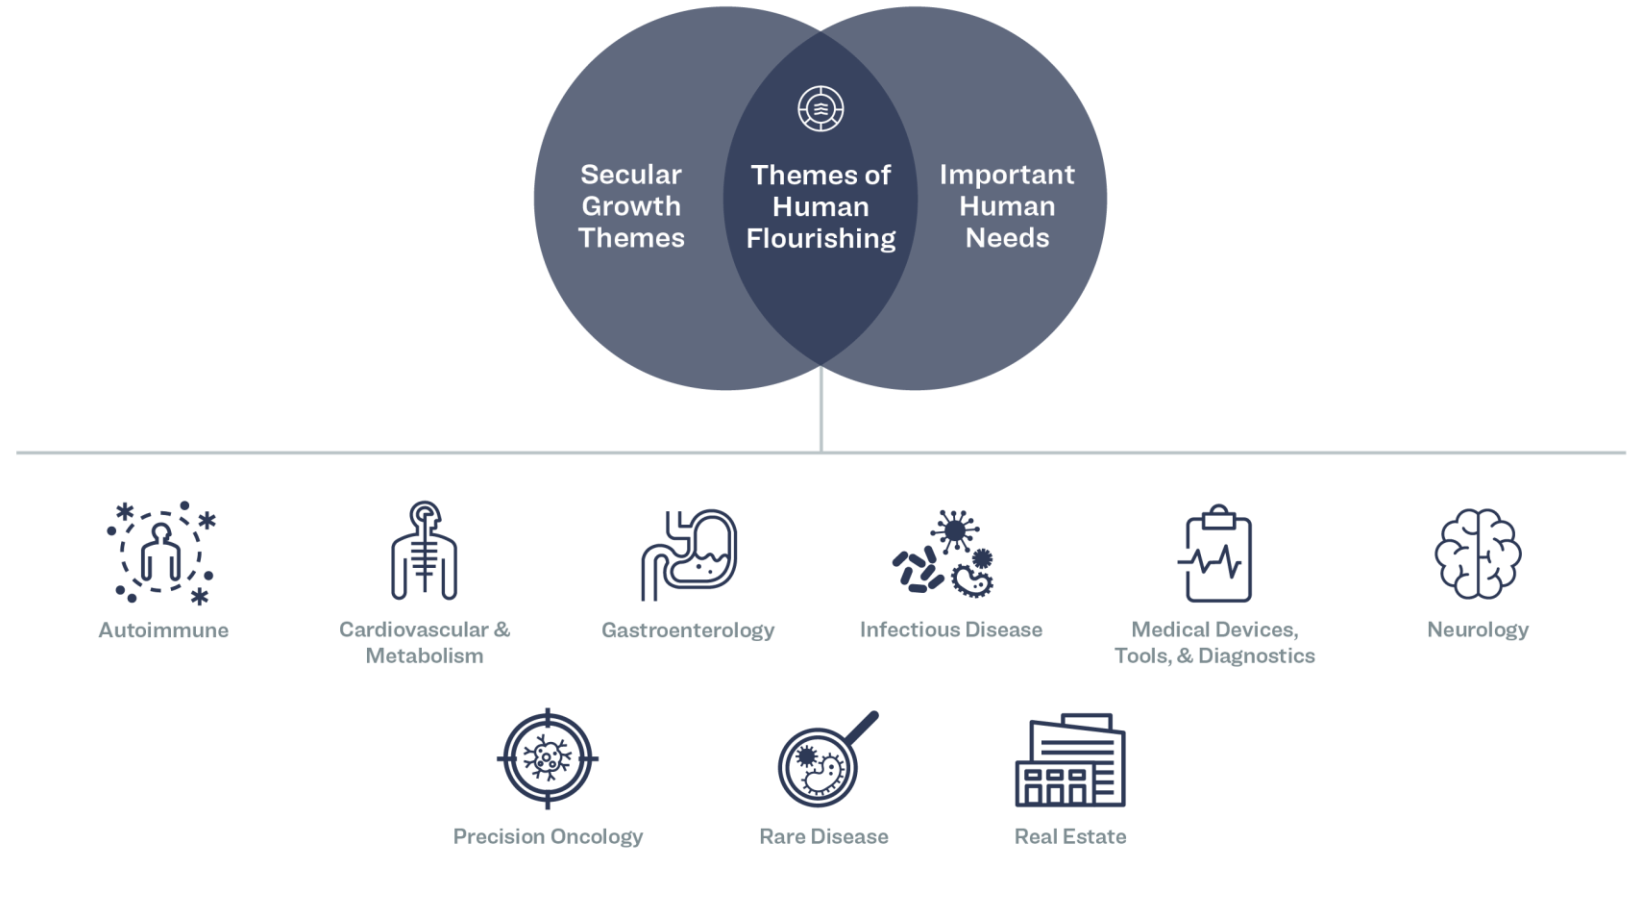 Secular
Growth
Themes
Themes of
Human
Flourishing
Important
Human
Needs
Autoimmune
Cardiovascular &
Metabolism
Gastroenterology
Infectious Disease
Medical Devices,
Tools, & Diagnostics
Neurology
Precision Oncology
Rare Disease
Real Estate